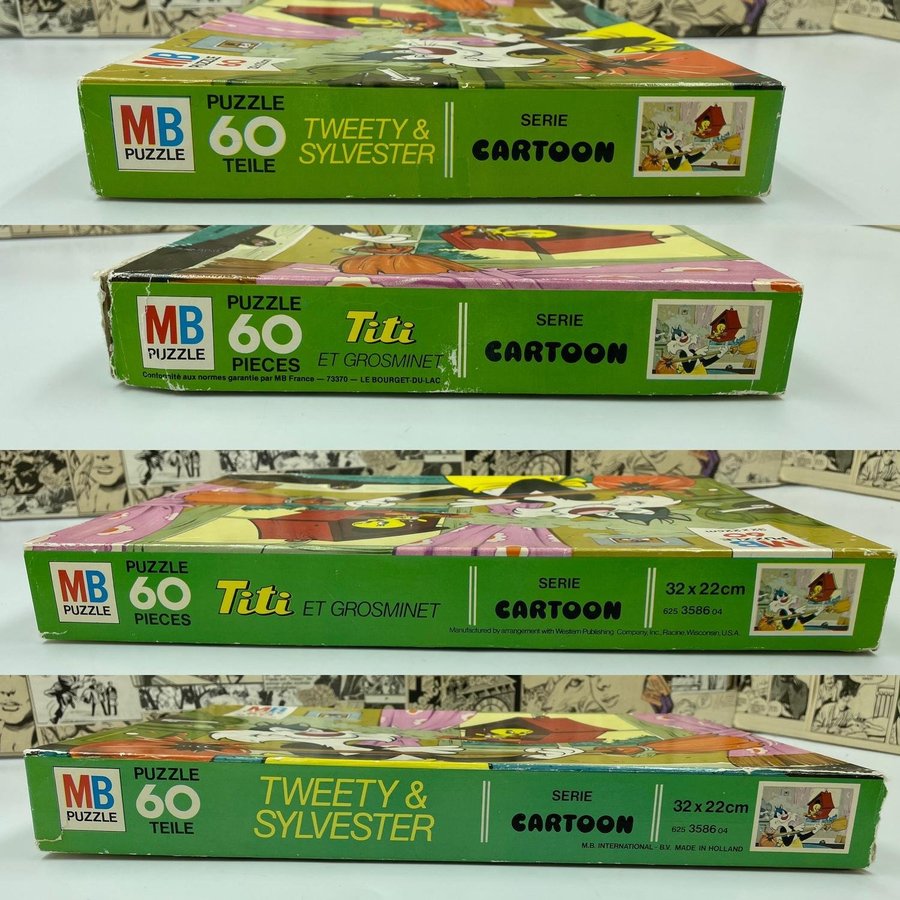 MB
PUZZLE
PUZZLE
60
TEILE
TWEETY &
SYLVESTER
SERIE
CARTOON
MB
PUZZLE
PUZZLE
60
PIECES
Titi
ET GROSMINET
Conformité aux normes garantie par MB France — 73370 — LE BOURGET-DU-LAC
SERIE
CARTOON
MB
PUZZLE
PUZZLE
60
PIECES
Titi ET GROSMINET
SERIE
CARTOON
32 x 22cm
625 3586 04
Manufactured by arrangement with Western Publishing Company, Inc., Racine, Wisconsin, U.S.A.
MB
PUZZLE
PUZZLE
60
TEILE
TWEETY &
SYLVESTER
SERIE
CARTOON
32 x 22cm
625 3586 04
M.B. INTERNATIONAL - B.V. MADE IN HOLLAND